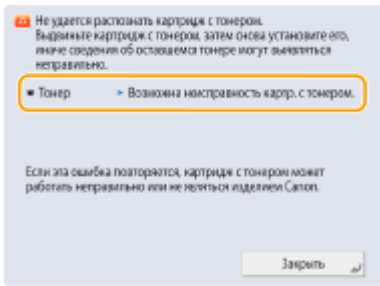 Не удается распознать картридж с тонером.
Выдвиньте картридж с тонером, затем снова установите его,
иначе сведения об оставшемся тонере могут выявляться
неправильно.
Тонер ► Возможна неисправность картр. с тонером.
Если эта ошибка повторяется, картридж с тонером может
работать неправильно или не являться изделием Canon.
Закрыть